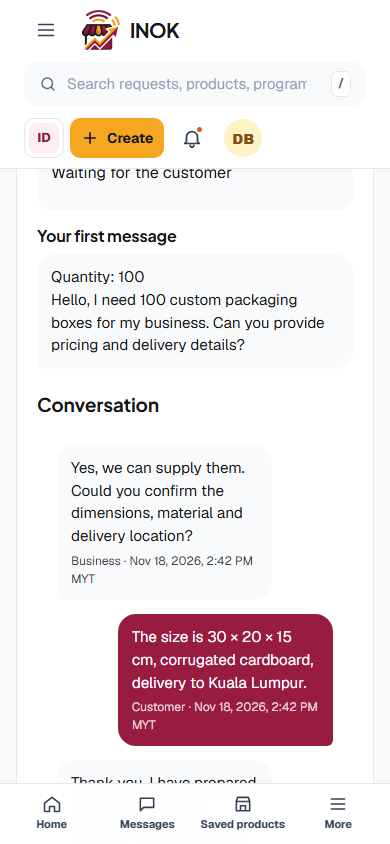 INOK
Search requests, products, program
/
ID
+ Create
DB
Waiting for the customer
Your first message
Quantity: 100
Hello, I need 100 custom packaging
boxes for my business. Can you provide
pricing and delivery details?
Conversation
Yes, we can supply them.
Could you confirm the
dimensions, material and
delivery location?
Business · Nov 18, 2026, 2:42 PM
MYT
The size is 30 × 20 × 15
cm, corrugated cardboard,
delivery to Kuala Lumpur.
Customer · Nov 18, 2026, 2:42 PM
MYT
Thank you. I have prepared
Home
Messages
Saved products
More